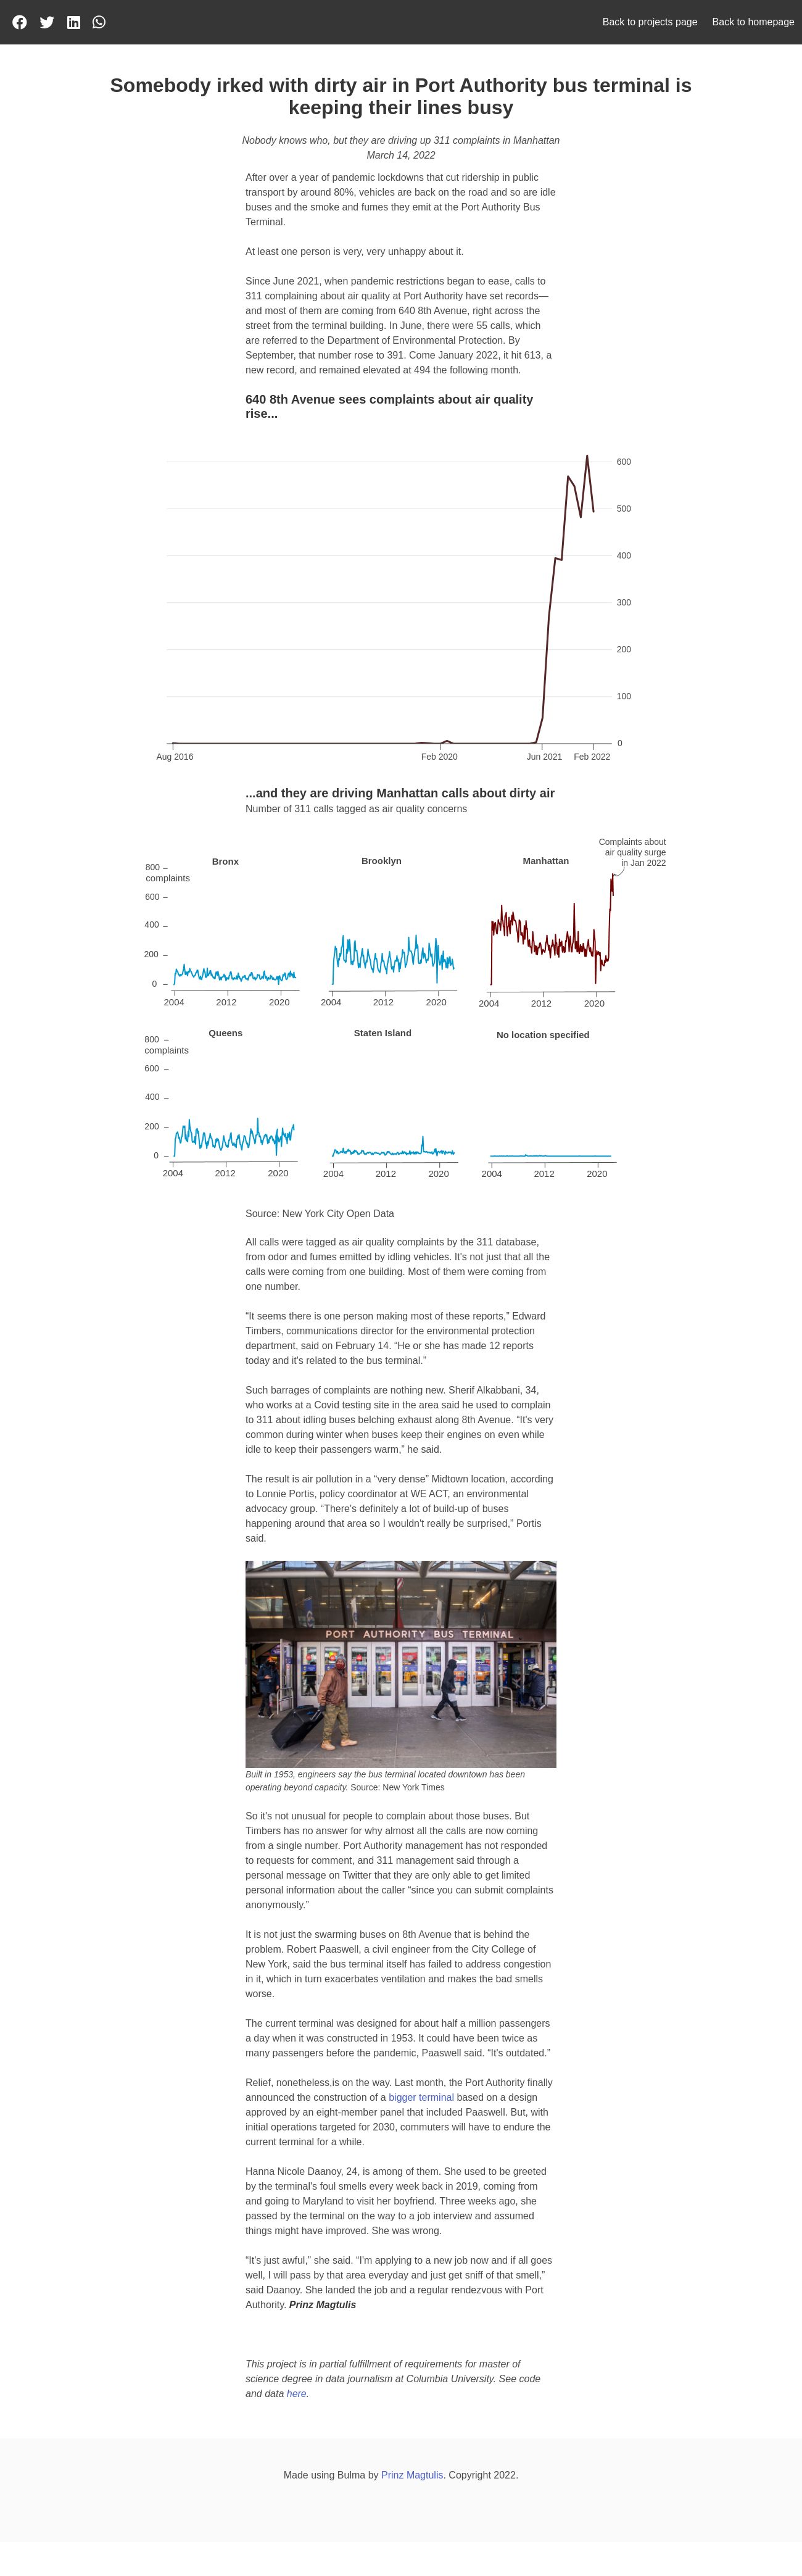 Back to projects page Back to homepage
Somebody irked with dirty air in Port Authority bus terminal is
keeping their lines busy
Nobody knows who, but they are driving up 311 complaints in Manhattan
March 14, 2022
After over a year of pandemic lockdowns that cut ridership in public
transport by around 80%, vehicles are back on the road and so are idle
buses and the smoke and fumes they emit at the Port Authority Bus
Terminal.
At least one person is very, very unhappy about it.
Since June 2021, when pandemic restrictions began to ease, calls to
311 complaining about air quality at Port Authority have set records—
and most of them are coming from 640 8th Avenue, right across the
street from the terminal building. In June, there were 55 calls, which
are referred to the Department of Environmental Protection. By
September, that number rose to 391. Come January 2022, it hit 613, a
new record, and remained elevated at 494 the following month.
640 8th Avenue sees complaints about air quality
rise...
600
500
400
300
200
100
0
Aug 2016 Feb 2020 Jun 2021 Feb 2022
...and they are driving Manhattan calls about dirty air
Number of 311 calls tagged as air quality concerns
Complaints about
air quality surge
in Jan 2022
Bronx Brooklyn Manhattan
800
complaints
600
400
200
0
2004 2012 2020 2004 2012 2020 2004 2012 2020
Queens Staten Island No location specified
800
complaints
600
400
200
0
2004 2012 2020 2004 2012 2020 2004 2012 2020
Source: New York City Open Data
All calls were tagged as air quality complaints by the 311 database,
from odor and fumes emitted by idling vehicles. It's not just that all the
calls were coming from one building. Most of them were coming from
one number.
“It seems there is one person making most of these reports,” Edward
Timbers, communications director for the environmental protection
department, said on February 14. “He or she has made 12 reports
today and it's related to the bus terminal.”
Such barrages of complaints are nothing new. Sherif Alkabbani, 34,
who works at a Covid testing site in the area said he used to complain
to 311 about idling buses belching exhaust along 8th Avenue. “It's very
common during winter when buses keep their engines on even while
idle to keep their passengers warm,” he said.
The result is air pollution in a “very dense” Midtown location, according
to Lonnie Portis, policy coordinator at WE ACT, an environmental
advocacy group. “There's definitely a lot of build-up of buses
happening around that area so I wouldn't really be surprised,” Portis
said.
PORT AUTHORITY BUS TERMINAL
Built in 1953, engineers say the bus terminal located downtown has been
operating beyond capacity. Source: New York Times
So it's not unusual for people to complain about those buses. But
Timbers has no answer for why almost all the calls are now coming
from a single number. Port Authority management has not responded
to requests for comment, and 311 management said through a
personal message on Twitter that they are only able to get limited
personal information about the caller “since you can submit complaints
anonymously.”
It is not just the swarming buses on 8th Avenue that is behind the
problem. Robert Paaswell, a civil engineer from the City College of
New York, said the bus terminal itself has failed to address congestion
in it, which in turn exacerbates ventilation and makes the bad smells
worse.
The current terminal was designed for about half a million passengers
a day when it was constructed in 1953. It could have been twice as
many passengers before the pandemic, Paaswell said. “It's outdated.”
Relief, nonetheless,is on the way. Last month, the Port Authority finally
announced the construction of a bigger terminal based on a design
approved by an eight-member panel that included Paaswell. But, with
initial operations targeted for 2030, commuters will have to endure the
current terminal for a while.
Hanna Nicole Daanoy, 24, is among of them. She used to be greeted
by the terminal's foul smells every week back in 2019, coming from
and going to Maryland to visit her boyfriend. Three weeks ago, she
passed by the terminal on the way to a job interview and assumed
things might have improved. She was wrong.
“It's just awful,” she said. “I'm applying to a new job now and if all goes
well, I will pass by that area everyday and just get sniff of that smell,”
said Daanoy. She landed the job and a regular rendezvous with Port
Authority. Prinz Magtulis
This project is in partial fulfillment of requirements for master of
science degree in data journalism at Columbia University. See code
and data here.
Made using Bulma by Prinz Magtulis. Copyright 2022.